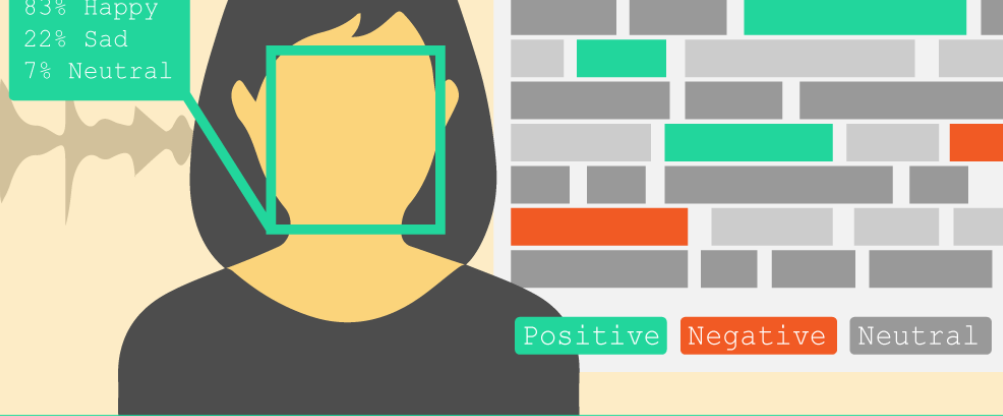 83% Happy
22% Sad
7% Neutral
Positive Negative Neutral